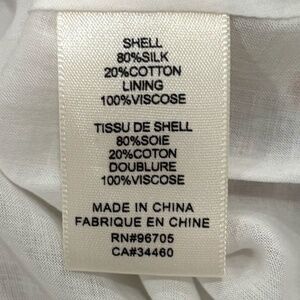 SHELL
80%SILK
20%COTTON
LINING
100%VISCOSE
TISSU DE SHELL
80%SOIE
20%COTON
DOUBLURE
100%VISCOSE
MADE IN CHINA
FABRIQUE EN CHINE
RN#96705
CA#34460